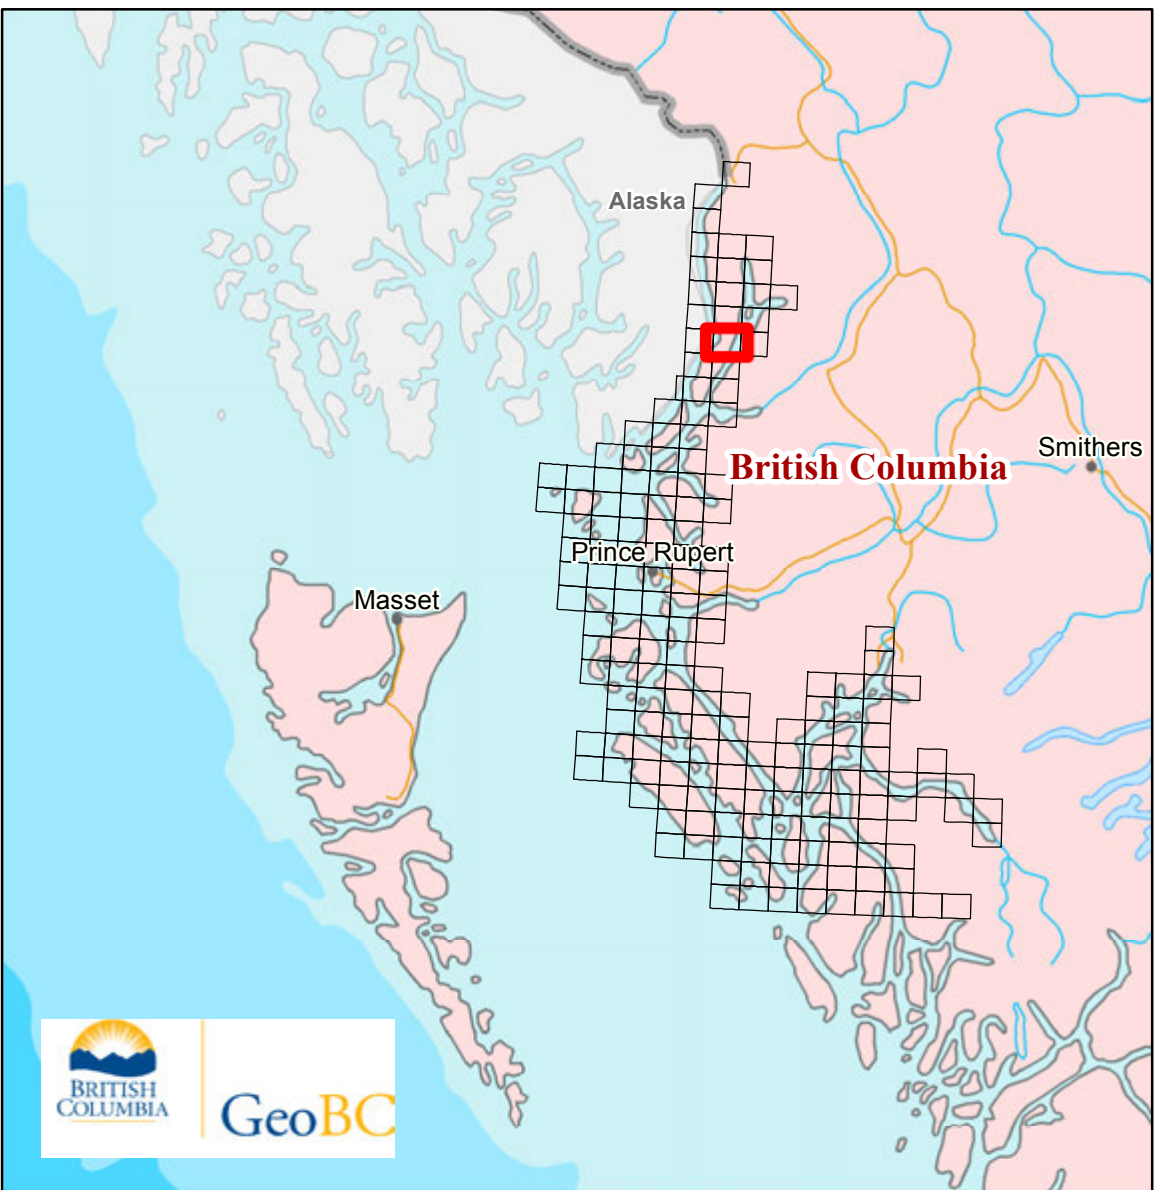 Alaska
Smithers
British Columbia
Prince Rupert
Masset
BRITISH
COLUMBIA
GeoBC